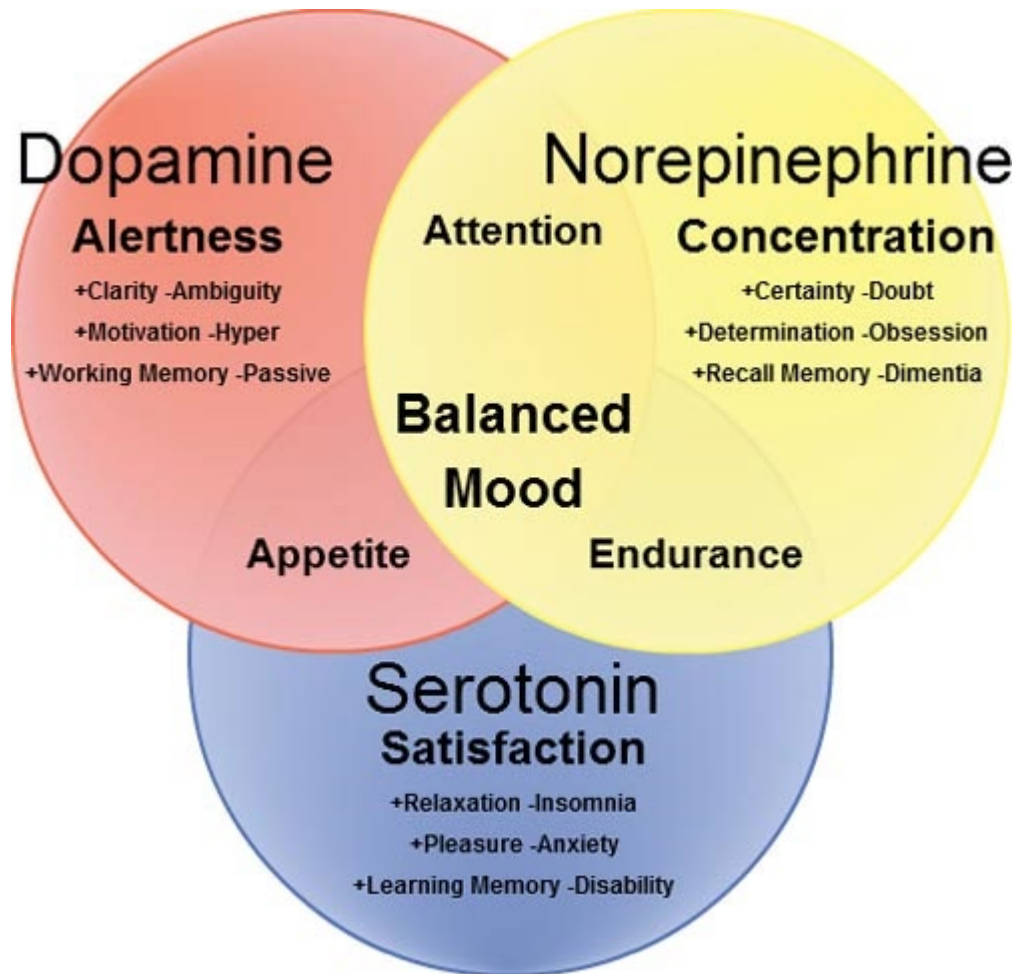 Dopamine
Alertness
+Clarity -Ambiguity
+Motivation -Hyper
+Working Memory -Passive
Attention
Norepinephrine
Concentration
+Certainty -Doubt
+Determination -Obsession
+Recall Memory -Dimentia
Balanced
Mood
Appetite
Endurance
Serotonin
Satisfaction
+Relaxation -Insomnia
+Pleasure -Anxiety
+Learning Memory -Disability